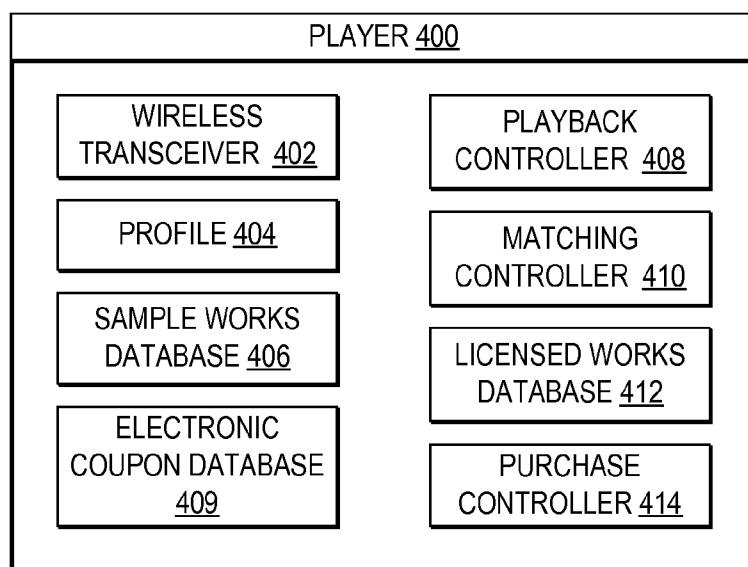 PLAYER 400
WIRELESS
TRANSCEIVER 402
PROFILE 404
SAMPLE WORKS
DATABASE 406
ELECTRONIC
COUPON DATABASE
409
PLAYBACK
CONTROLLER 408
MATCHING
CONTROLLER 410
LICENSED WORKS
DATABASE 412
PURCHASE
CONTROLLER 414